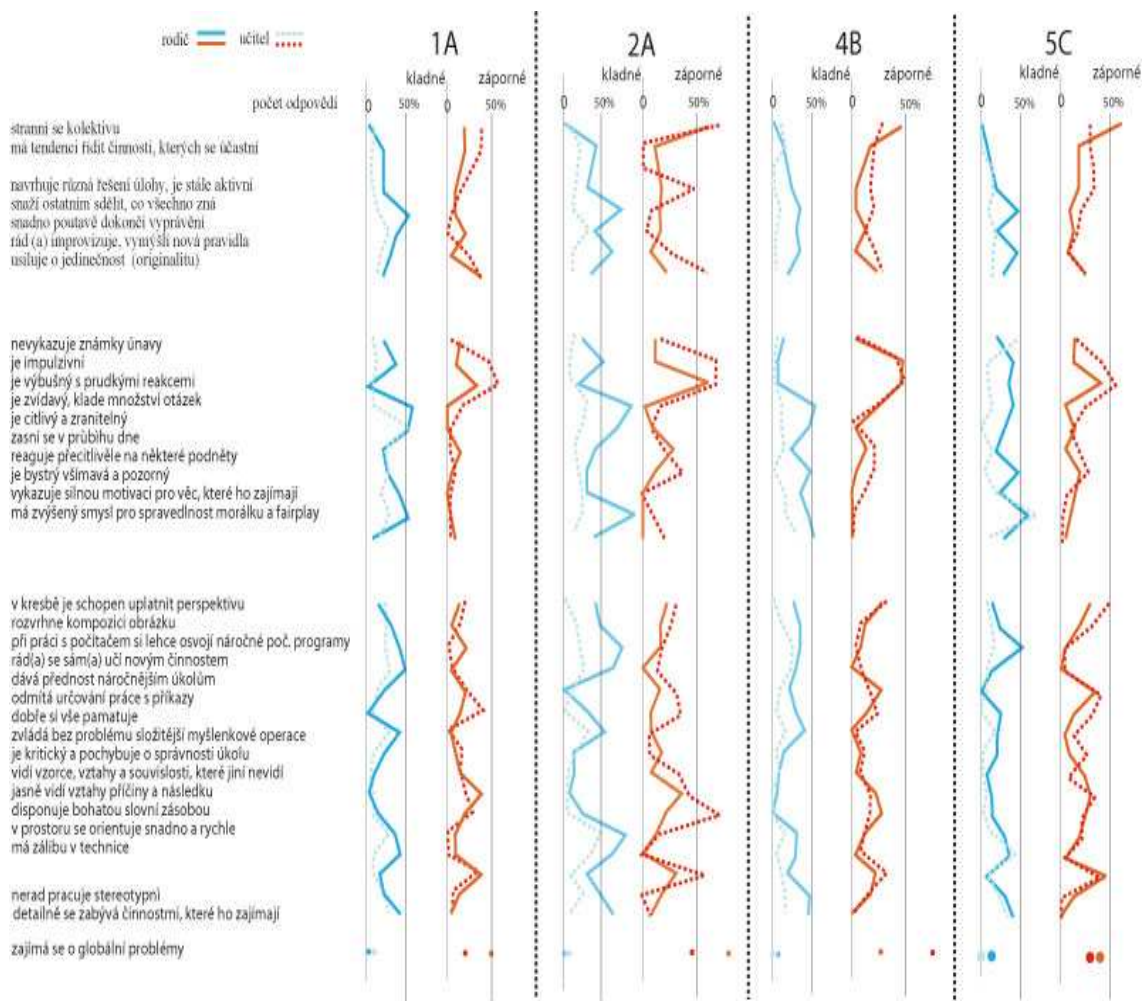 rodič učitel
1A 2A 4B 5C
kladné záporné kladné záporné kladné záporné kladné záporné
počet odpovědí
0 50% 0 50% 0 50% 0 50% 0 50% 0 50% 0 50% 0 50%
stranní se kolektivu
má tendenci řídit činnosti, kterých se účastní
navrhuje různá řešení úlohy, je stále aktivní
snaží ostatním sdělit, co všechno zná
snadno poutavě dokončí vyprávění
rád (a) improvizuje, vymýšlí nová pravidla
usiluje o jedinečnost (originalitu)
nevykazuje známky únavy
je impulzivní
je výbušný s prudkými reakcemi
je zvídavý, klade množství otázek
je citlivý a zranitelný
zasní se v průbíhu dne
reaguje přecitlivěle na některé podněty
je bystrý všímavá a pozorný
vykazuje silnou motivaci pro věc, které ho zajímají
má zvýšený smysl pro spravedlnost morálku a fairplay
v kresbě je schopen uplatnit perspektivu
rozvrhne kompozici obrázku
při práci s počítačem si lehce osvojí náročné poč. programy
rád(a) se sám(a) učí novým činnostem
dává přednost náročnějším úkolům
odmítá určování práce s příkazy
dobře si vše pamatuje
zvládá bez problému složitější myšlenkové operace
je kritický a pochybuje o správnosti úkolu
vidí vzorce, vztahy a souvislosti, které jiní nevidí
jasně vidí vztahy příčiny a následku
disponuje bohatou slovní zásobou
v prostoru se orientuje snadno a rychle
má zálibu v technice
nerad pracuje stereotypní
detailně se zabývá činnostmi, které ho zajímají
zajímá se o globální problémy